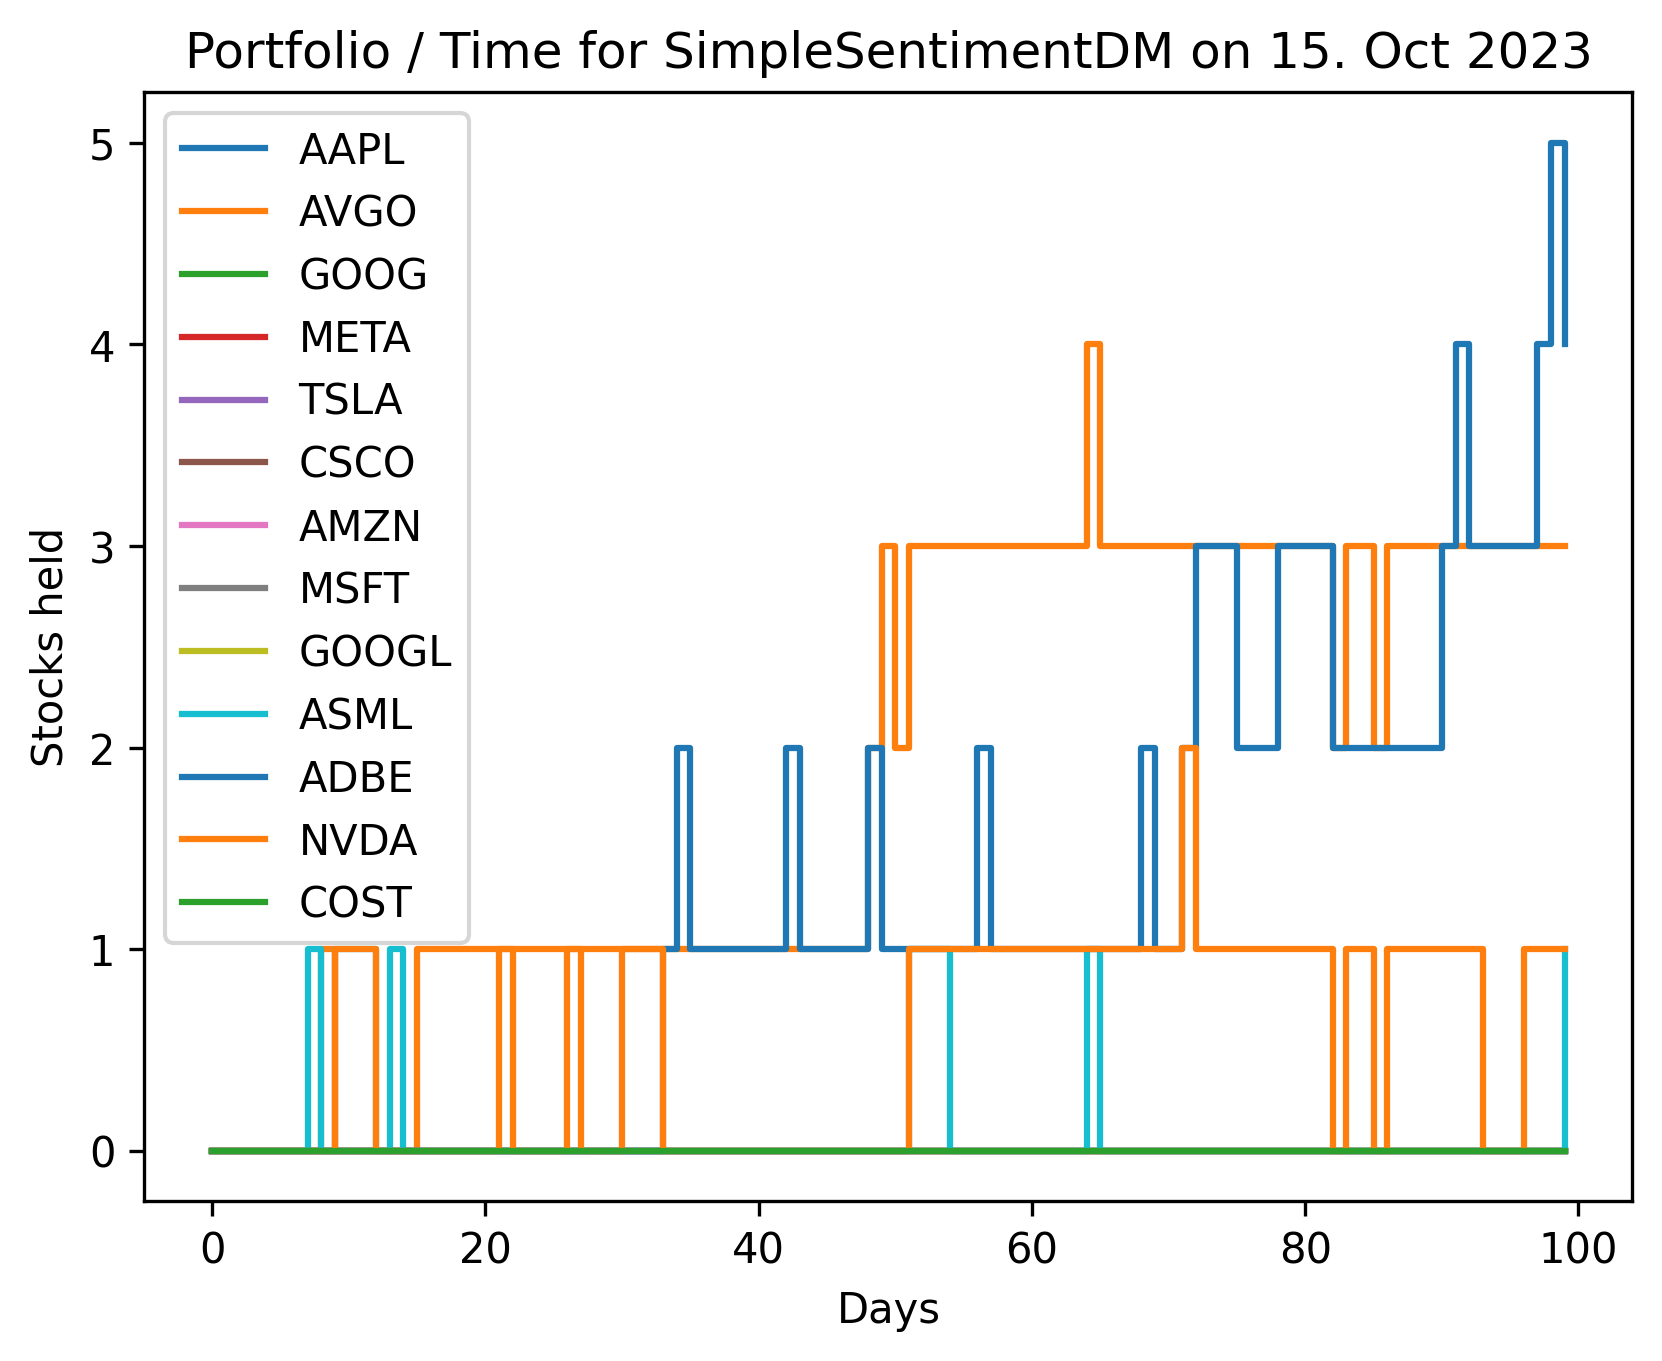 Portfolio / Time for SimpleSentimentDM on 15. Oct 2023
AAPL
AVGO
GOOG
META
TSLA
CSCO
AMZN
MSFT
GOOGL
ASML
ADBE
NVDA
COST
Stocks held
5
4
3
2
1
0
0 20 40 60 80 100
Days